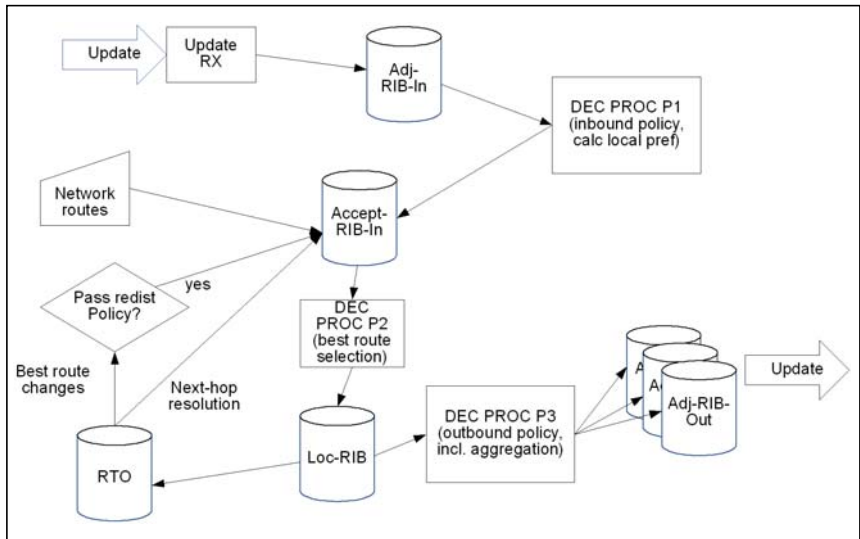 Update
Update
RX
Adj-
RIB-In
DEC PROC P1
(inbound policy,
calc local pref)
Network
routes
Accept-
RIB-In
Pass redist
Policy?
yes
DEC
PROC P2
(best route
selection)
Best route
changes
Next-hop
resolution
RTO
Loc-RIB
DEC PROC P3
(outbound policy,
incl. aggregation)
A
A
Adj-RIB-
Out
Update